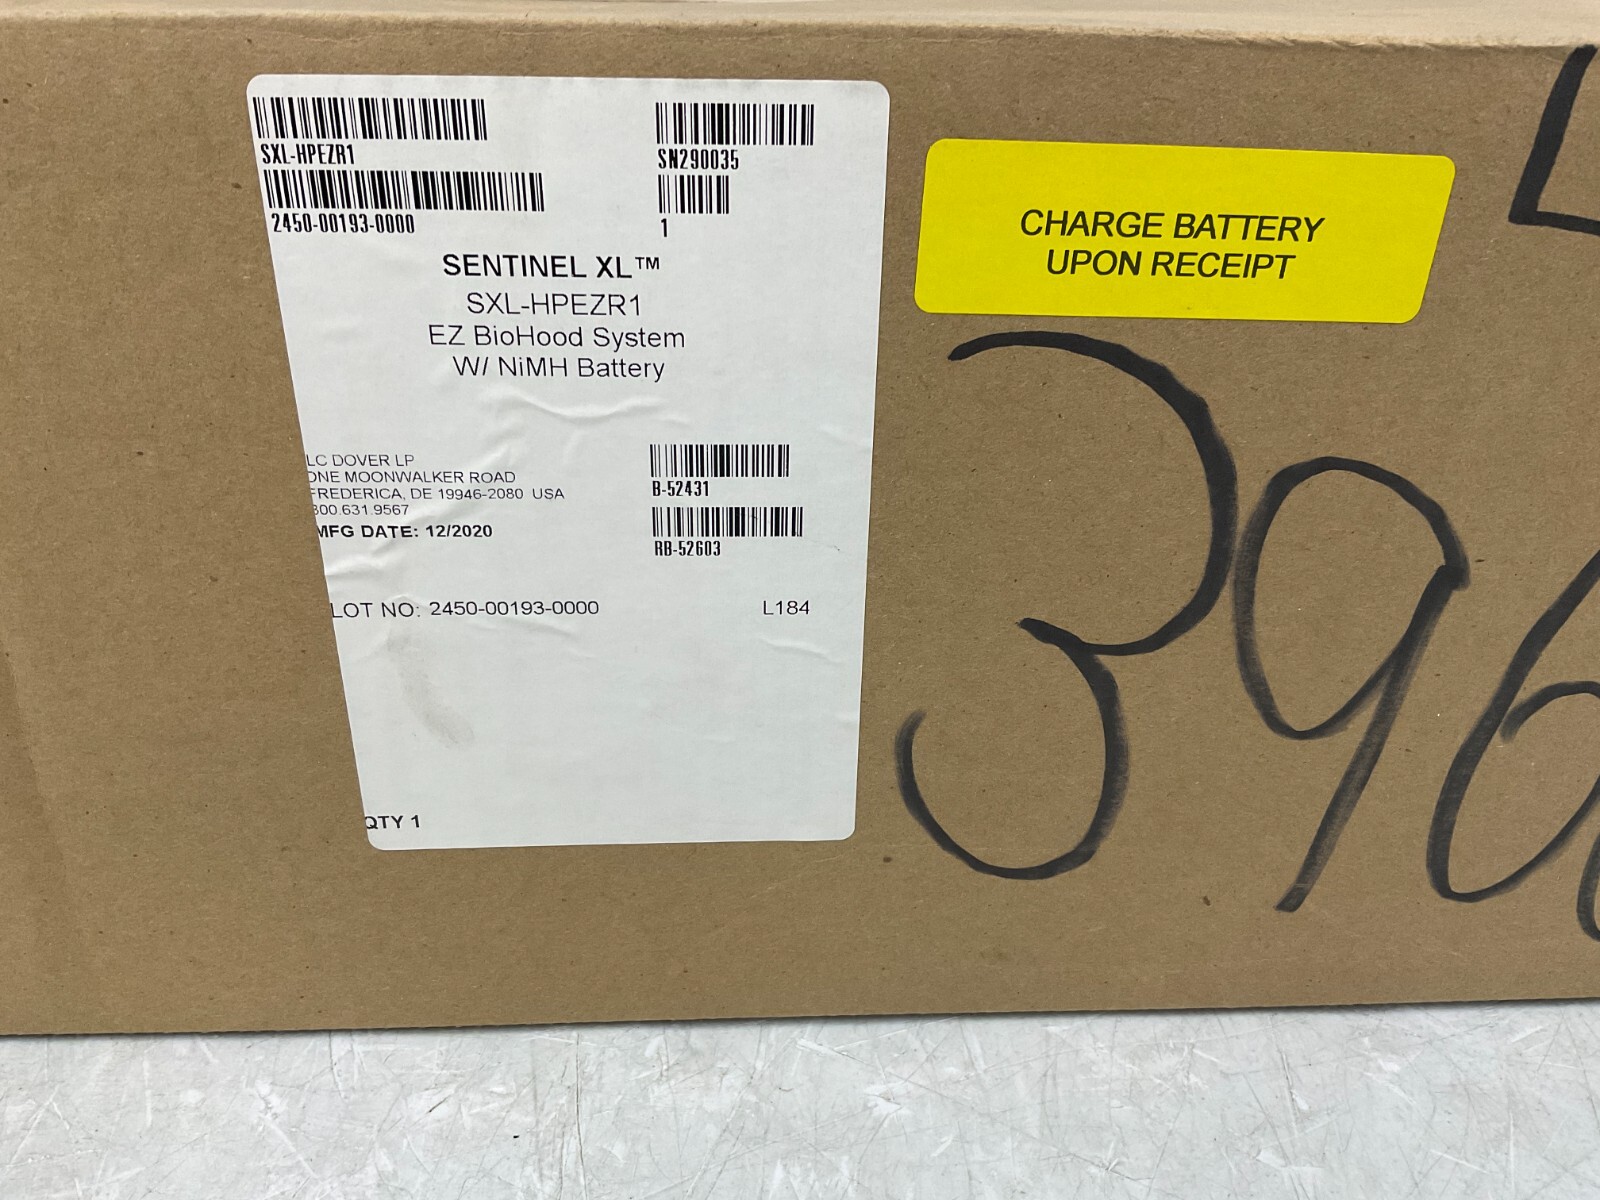 SXL-HPEZR1
SN290035
2450-00193-0000
1
SENTINEL XL™
SXL-HPEZR1
EZ BioHood System
W/ NiMH Battery
LC DOVER LP
ONE MOONWALKER ROAD
FREDERICA, DE 19946-2080 USA
800.631.9567
MFG DATE: 12/2020
B-52431
RB-52603
LOT NO: 2450-00193-0000 L184
QTY 1
CHARGE BATTERY
UPON RECEIPT
396